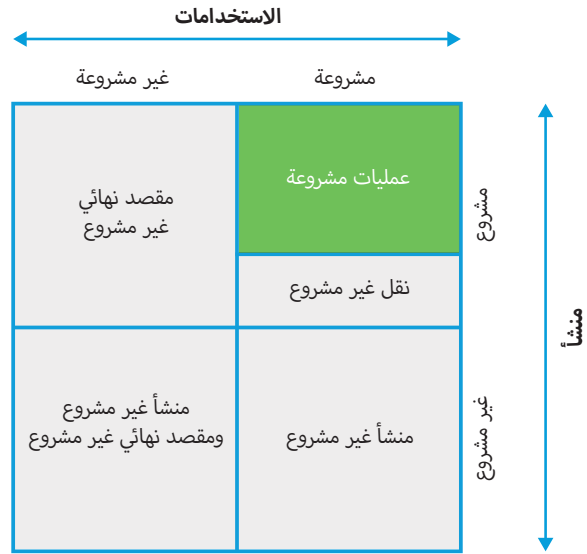 الاستخدامات
مشروعة
غير مشروعة
عمليات مشروعة
مقصد نهائي
غير مشروع
مشروع
نقل غير مشروع
منشأ
منشأ غير مشروع
منشأ غير مشروع
ومقصد نهائي غير مشروع
غير مشروع